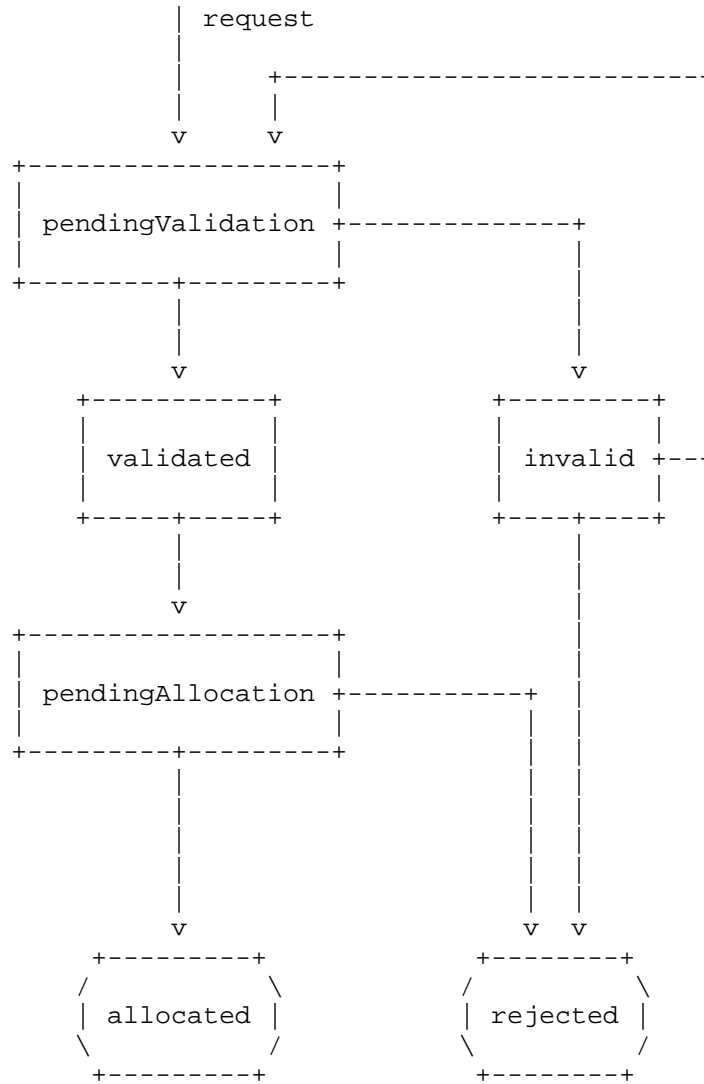 request
pendingValidation
validated
invalid
pendingAllocation
allocated
rejected